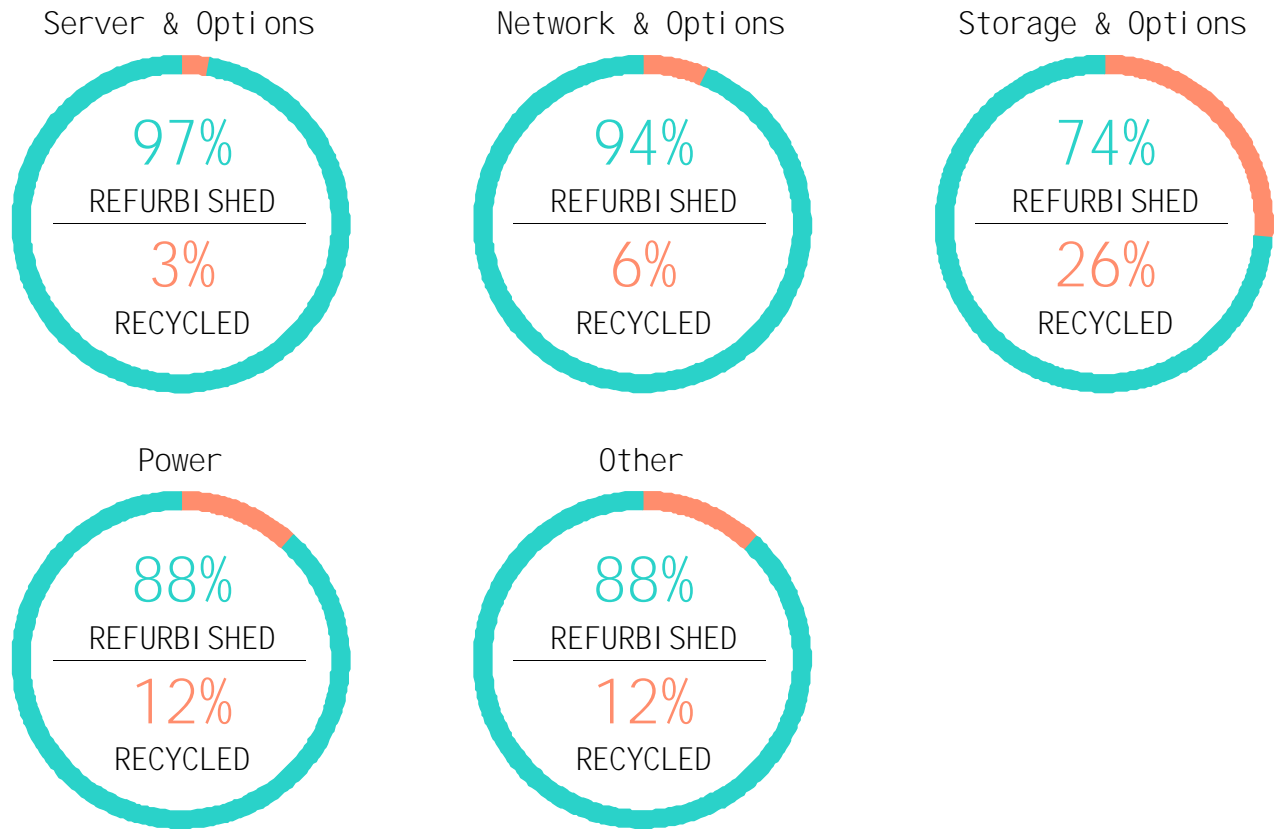 Server & Options
97%
REFURBISHED
3%
RECYCLED
Network & Options
94%
REFURBISHED
6%
RECYCLED
Storage & Options
74%
REFURBISHED
26%
RECYCLED
Power
88%
REFURBISHED
12%
RECYCLED
Other
88%
REFURBISHED
12%
RECYCLED